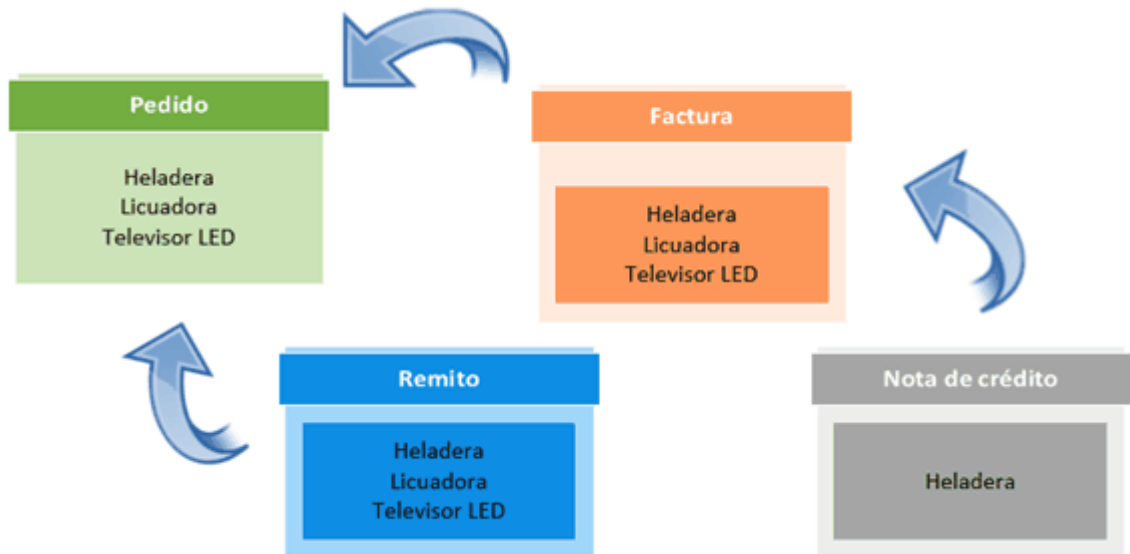 Pedido
Heladera
Licuadora
Televisor LED
Factura
Heladera
Licuadora
Televisor LED
Remito
Heladera
Licuadora
Televisor LED
Nota de crédito
Heladera